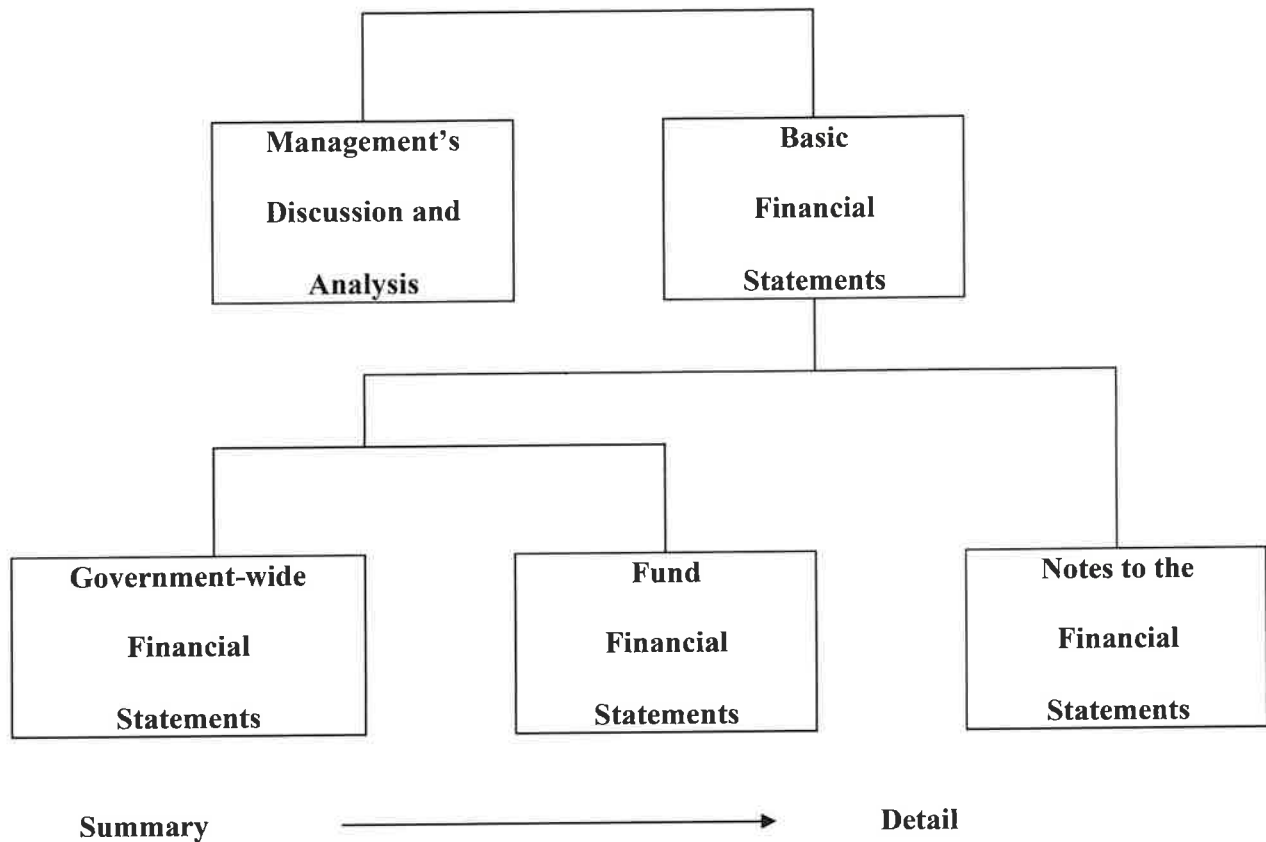 Management’s
Discussion and
Analysis
Basic
Financial
Statements
Government-wide
Financial
Statements
Fund
Financial
Statements
Notes to the
Financial
Statements
Summary
Detail